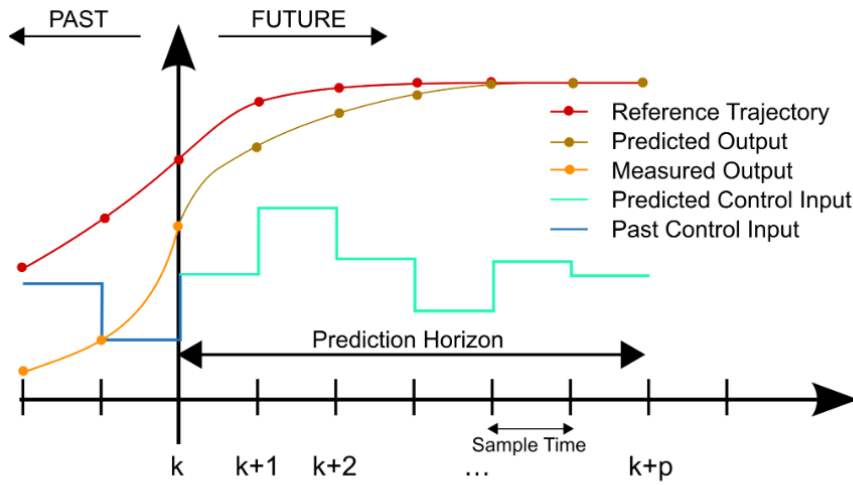 PAST
FUTURE
Reference Trajectory
Predicted Output
Measured Output
Predicted Control Input
Past Control Input
Prediction Horizon
Sample Time
k
k+1
k+2
...
k+p